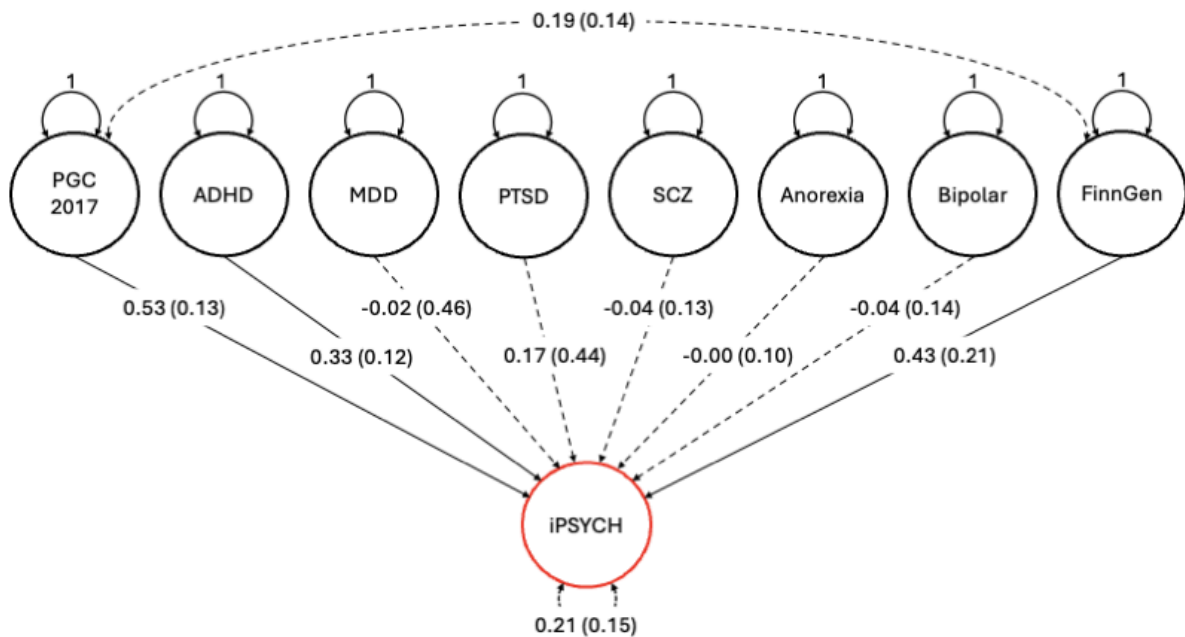 0.19 (0.14)
1 1 1 1 1 1 1 1
PGC
2017
ADHD
MDD
PTSD
SCZ
Anorexia
Bipolar
FinnGen
0.53 (0.13)
-0.02 (0.46)
-0.04 (0.13)
-0.04 (0.14)
0.33 (0.12)
0.17 (0.44)
-0.00 (0.10)
0.43 (0.21)
iPSYCH
0.21 (0.15)